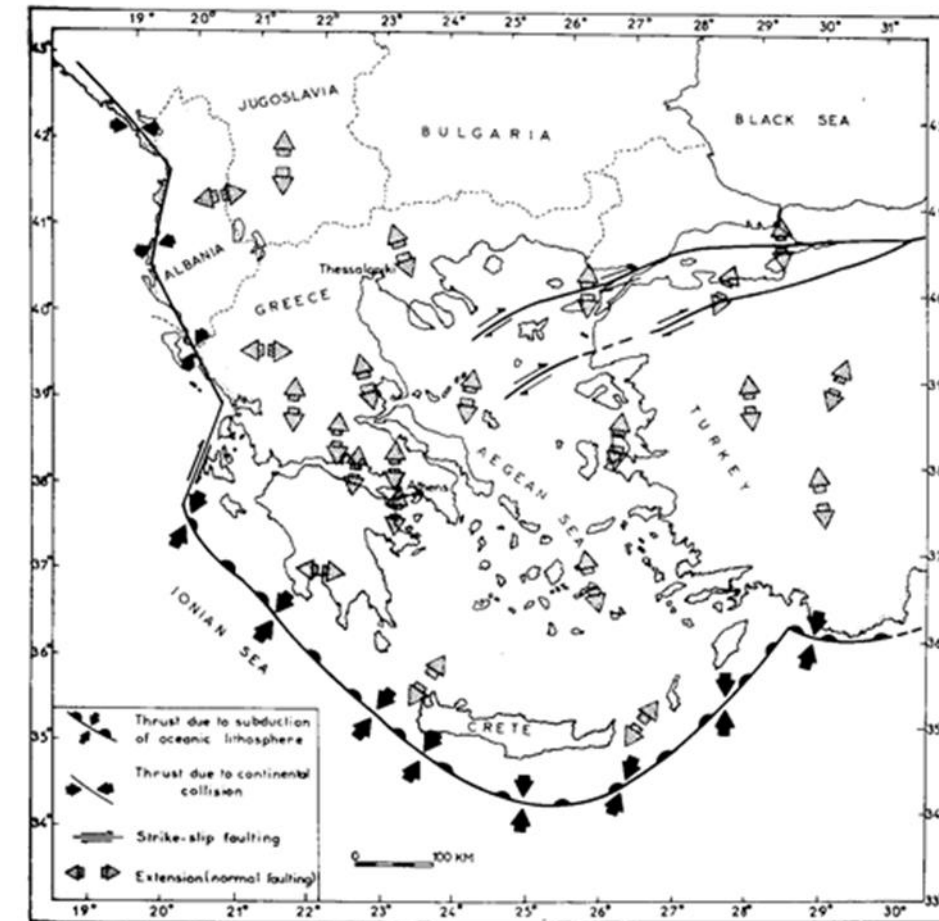 19° 20° 21° 22° 23° 24° 25° 26° 27° 28° 29° 30° 31°
43°
JUGOSLAVIA
BULGARIA
BLACK SEA
42°
41°
ALBANIA
Thessaloniki
40°
GREECE
39°
TURKEY
AEGEAN SEA
38°
Athens
37°
IONIAN SEA
36°
35°
CRETE
34°
Thrust due to subduction
of oceanic lithosphere
Thrust due to continental
collision
Strike-slip faulting
Extension(normal faulting)
0 100 KM
19° 20° 21° 22° 23° 24° 25° 26° 27° 28° 29° 30°